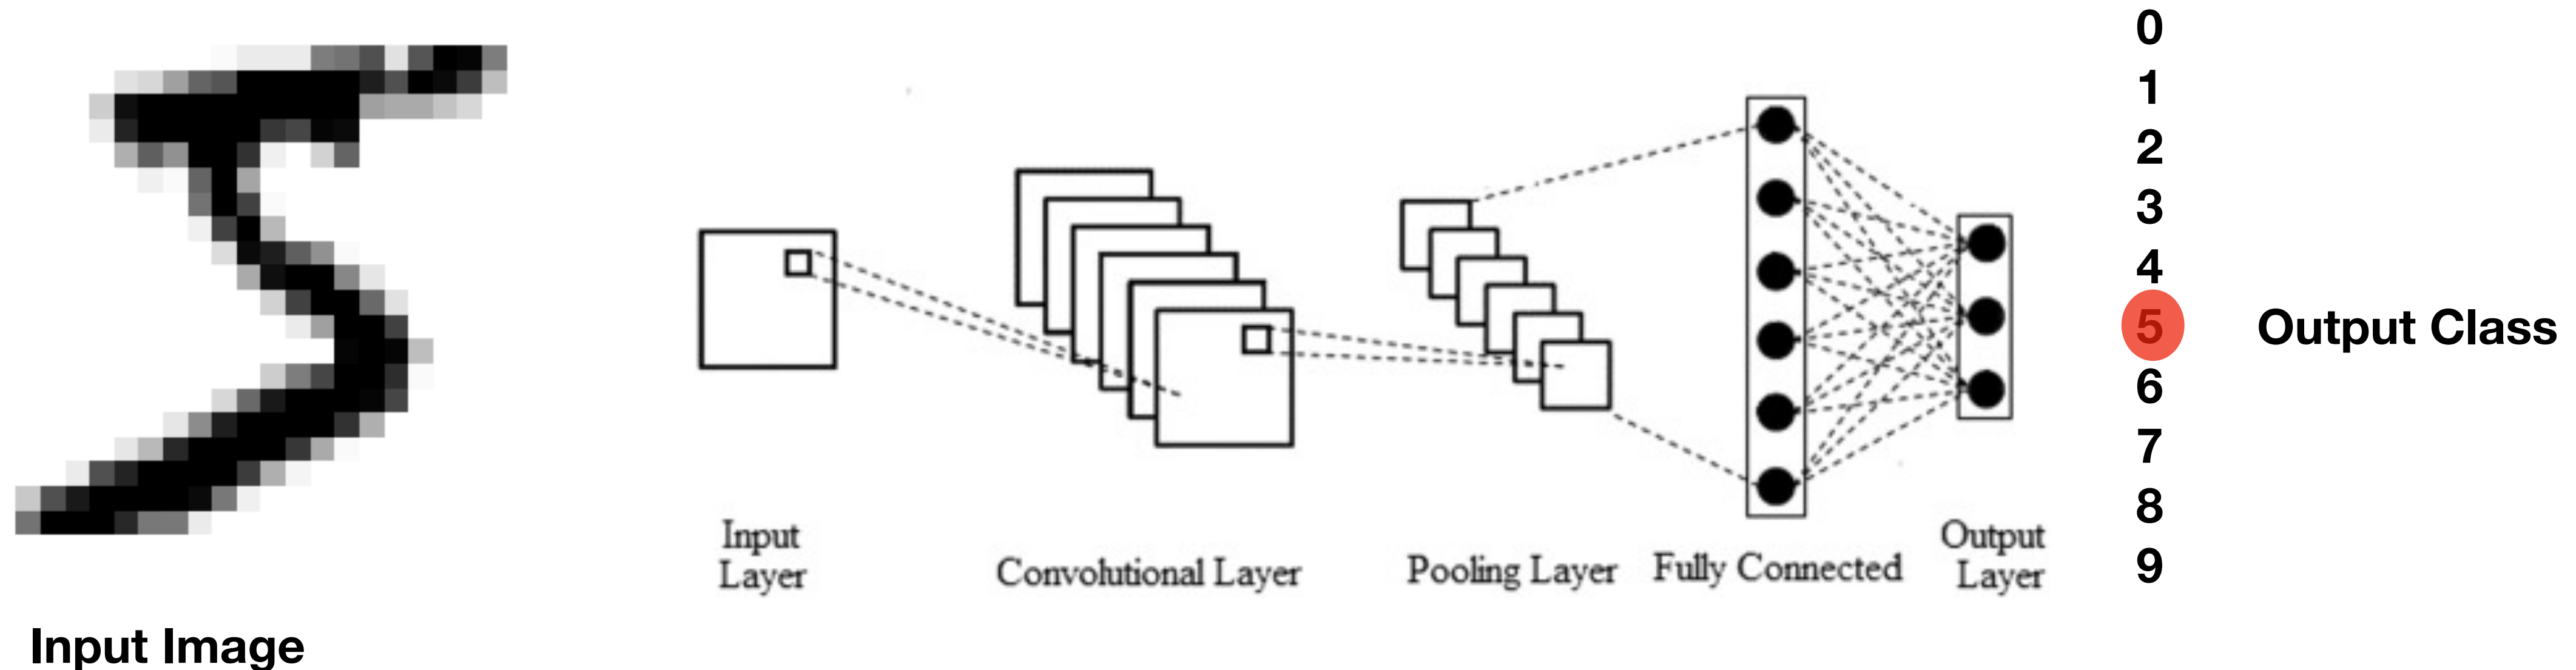 Input Image
Input
Layer
Convolutional Layer
Pooling Layer
Fully Connected
Output
Layer
0
1
2
3
4
5
6
7
8
9
Output Class